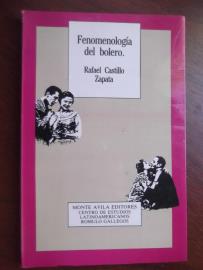 Fenomenología
del bolero.
Rafael Castillo
Zapata
MONTE AVILA EDITORES
CENTRO DE ESTUDIOS
LATINOAMERICANOS
ROMULO GALLEGOS